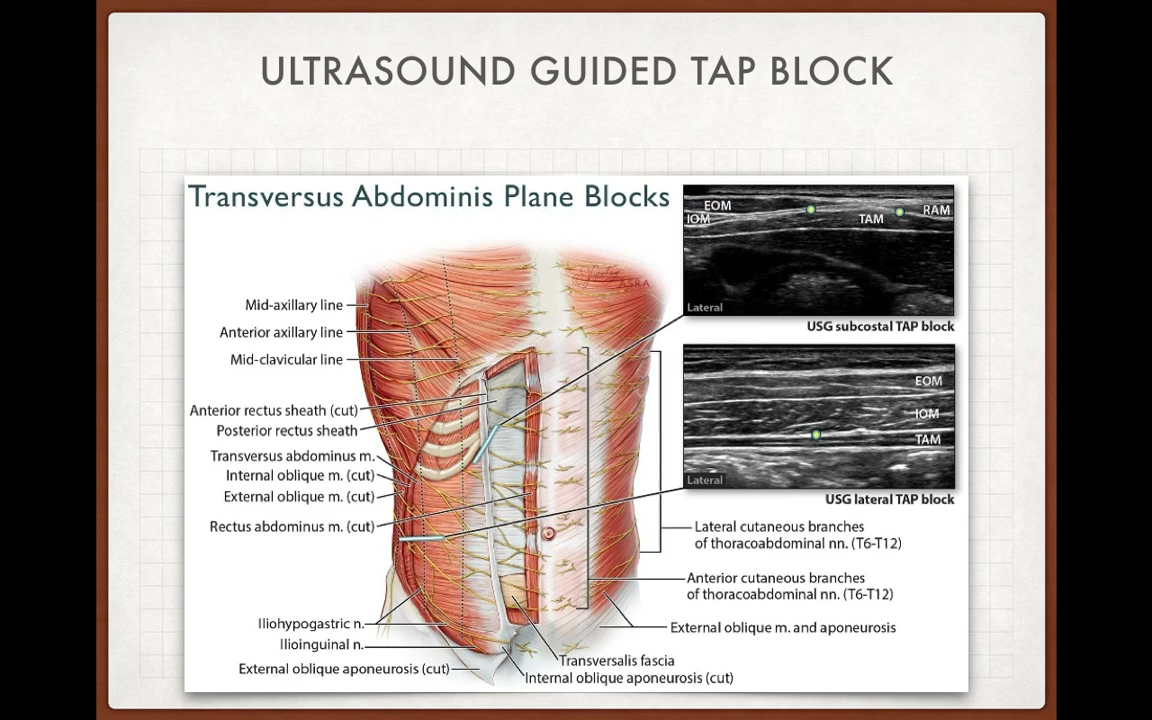 ULTRASOUND GUIDED TAP BLOCK
Transversus Abdominis Plane Blocks
EOM
IOM
TAM
RAM
Lateral
USG subcostal TAP block
EOM
IOM
TAM
Lateral
USG lateral TAP block
ASRA
Mid-axillary line
Anterior axillary line
Mid-clavicular line
Anterior rectus sheath (cut)
Posterior rectus sheath
Transversus abdominus m.
Internal oblique m. (cut)
External oblique m. (cut)
Rectus abdominus m. (cut)
Iliohypogastric n.
Ilioinguinal n.
External oblique aponeurosis (cut)
Lateral cutaneous branches
of thoracoabdominal nn. (T6-T12)
Anterior cutaneous branches
of thoracoabdominal nn. (T6-T12)
External oblique m. and aponeurosis
Transversalis fascia
Internal oblique aponeurosis (cut)